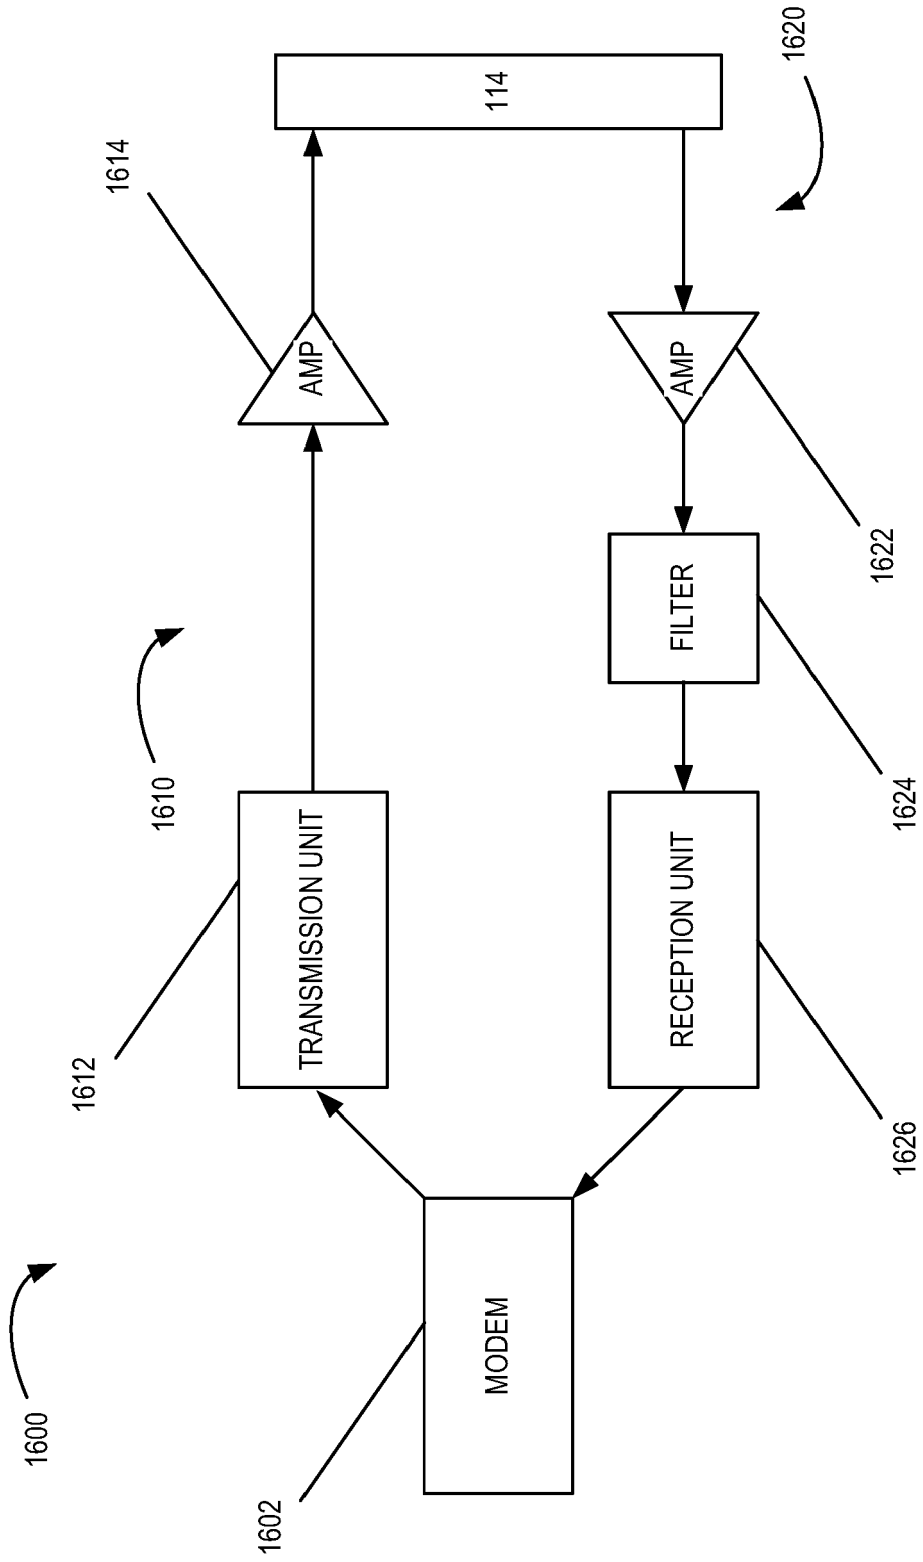 1600
1602
MODEM
1612
TRANSMISSION UNIT
1610
AMP
1614
114
1620
AMP
1622
FILTER
1624
RECEPTION UNIT
1626